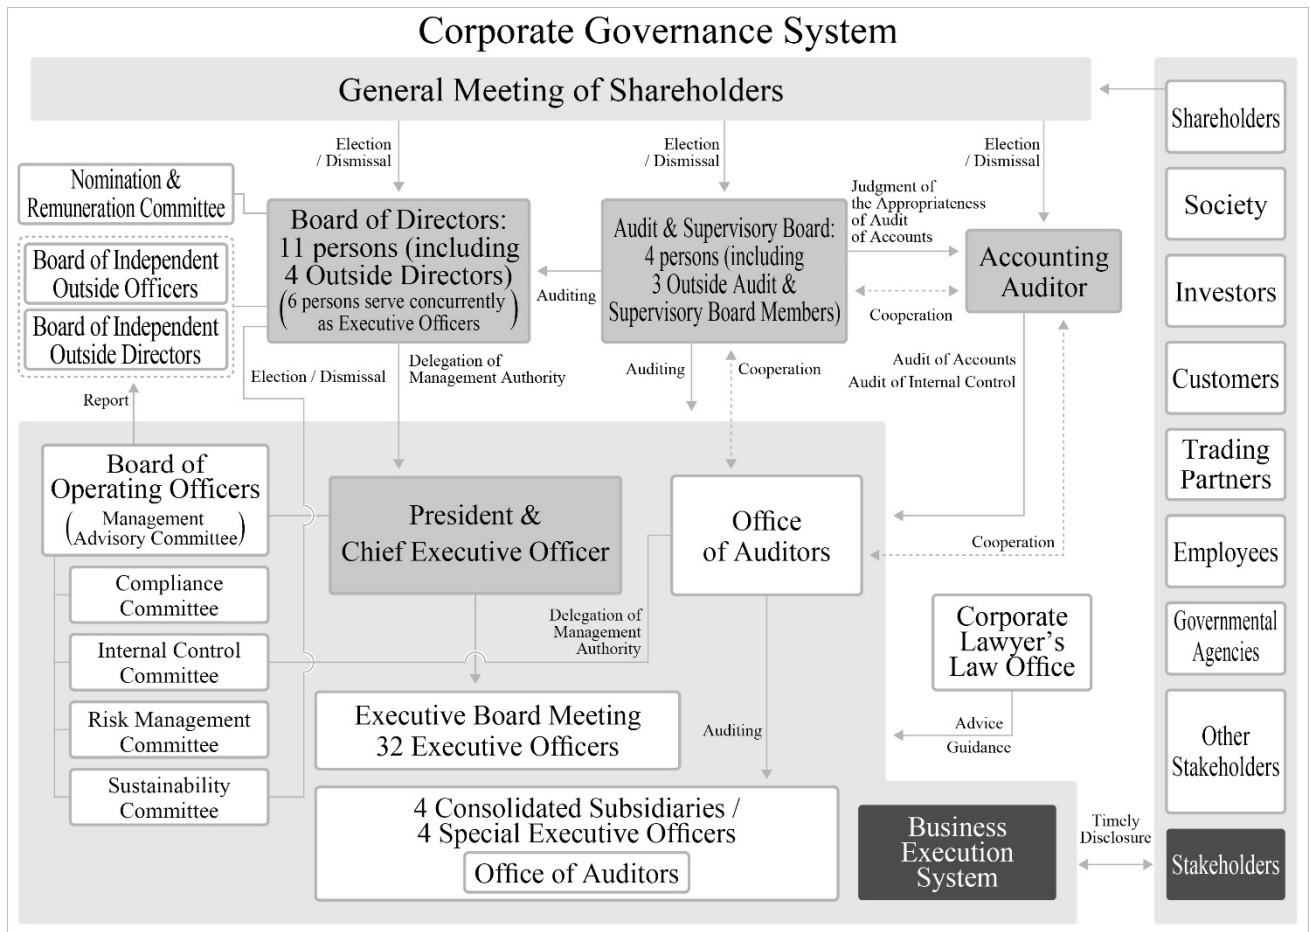 Corporate Governance System
General Meeting of Shareholders
Election
/ Dismissal
Election
/ Dismissal
Election
/ Dismissal
Nomination &
Remuneration Committee
Board of Independent
Outside Officers
Board of Independent
Outside Directors
Report
Board of Directors:
11 persons (including
4 Outside Directors)
(6 persons serve concurrently
as Executive Officers)
Auditing
Audit & Supervisory Board:
4 persons (including
3 Outside Audit &
Supervisory Board Members)
Judgment of
the Appropriateness
of Audit
of Accounts
Cooperation
Accounting
Auditor
Election / Dismissal
Delegation of
Management Authority
Auditing
Cooperation
Audit of Accounts
Audit of Internal Control
Board of
Operating Officers
(Management
Advisory Committee)
President &
Chief Executive Officer
Office
of Auditors
Cooperation
Compliance
Committee
Internal Control
Committee
Risk Management
Committee
Sustainability
Committee
Delegation of
Management
Authority
Executive Board Meeting
32 Executive Officers
Auditing
Corporate
Lawyer's
Law Office
Advice
Guidance
4 Consolidated Subsidiaries /
4 Special Executive Officers
Office of Auditors
Business
Execution
System
Timely
Disclosure
Shareholders
Society
Investors
Customers
Trading
Partners
Employees
Governmental
Agencies
Other
Stakeholders
Stakeholders